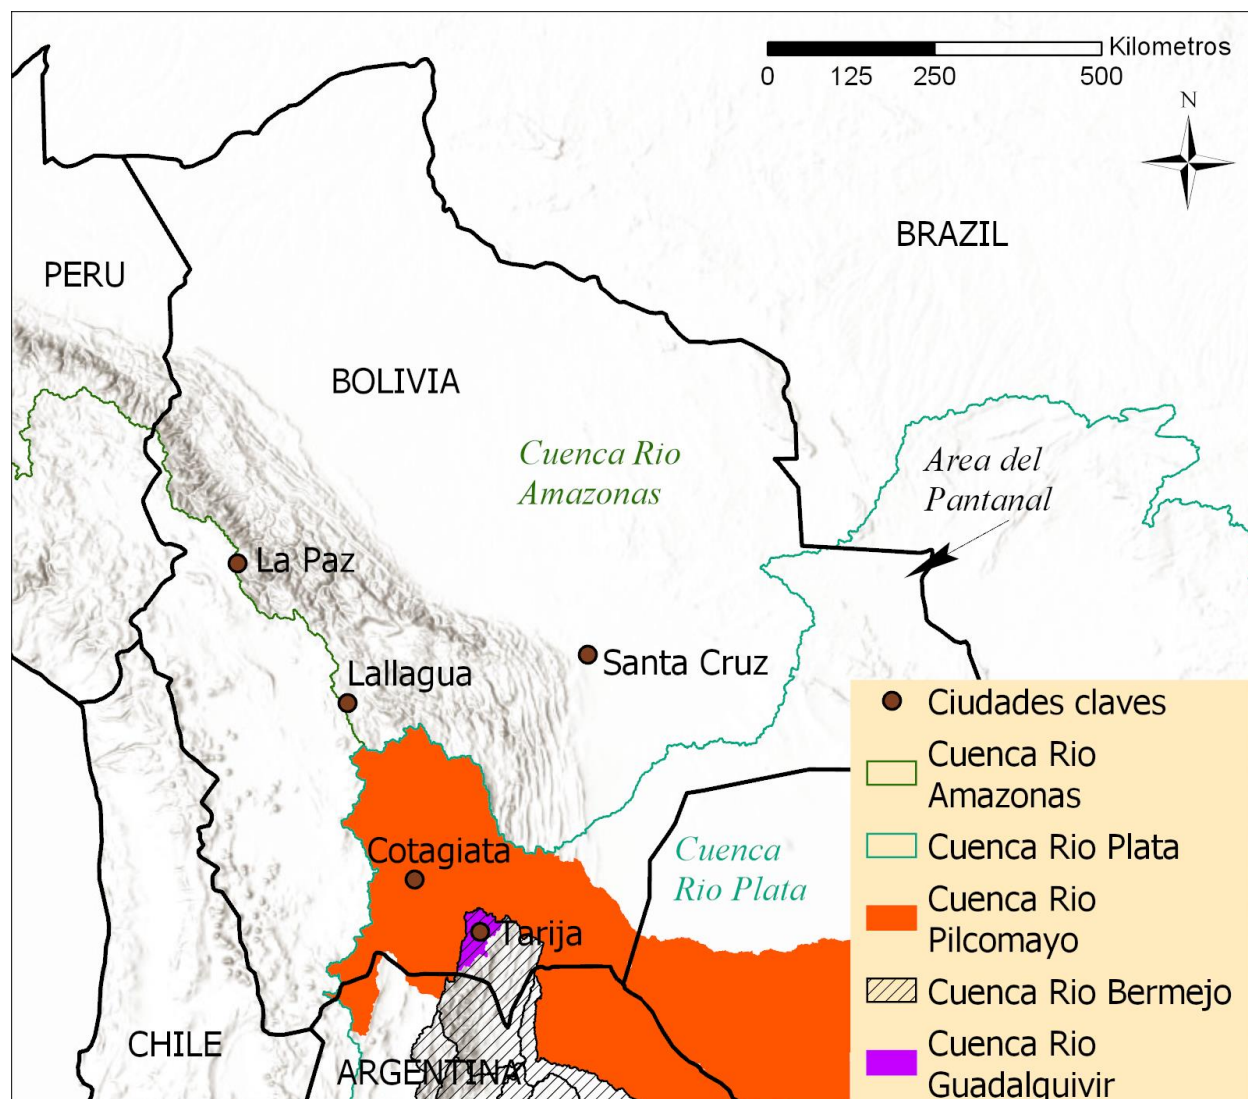 Kilometros
0 125 250 500
N
BRAZIL
PERU
BOLIVIA
Cuenca Rio
Amazonas
Area del
Pantanal
La Paz
Santa Cruz
Lallagua
Cotagiata
Cuenca
Rio Plata
Tarija
CHILE
ARGENTINA
Ciudades claves
Cuenca Rio
Amazonas
Cuenca Rio Plata
Cuenca Rio
Pilcomayo
Cuenca Rio Bermejo
Cuenca Rio
Guadalquivir